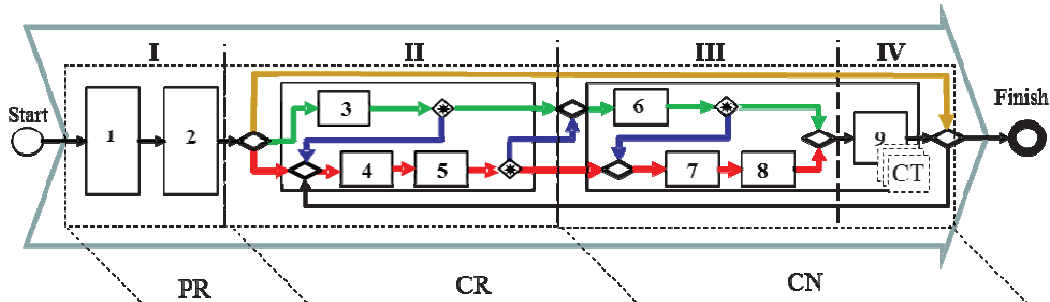 I II III IV
Start
Finish
1 2 3 6 9
4 5 7 8
CT
PR CR CN